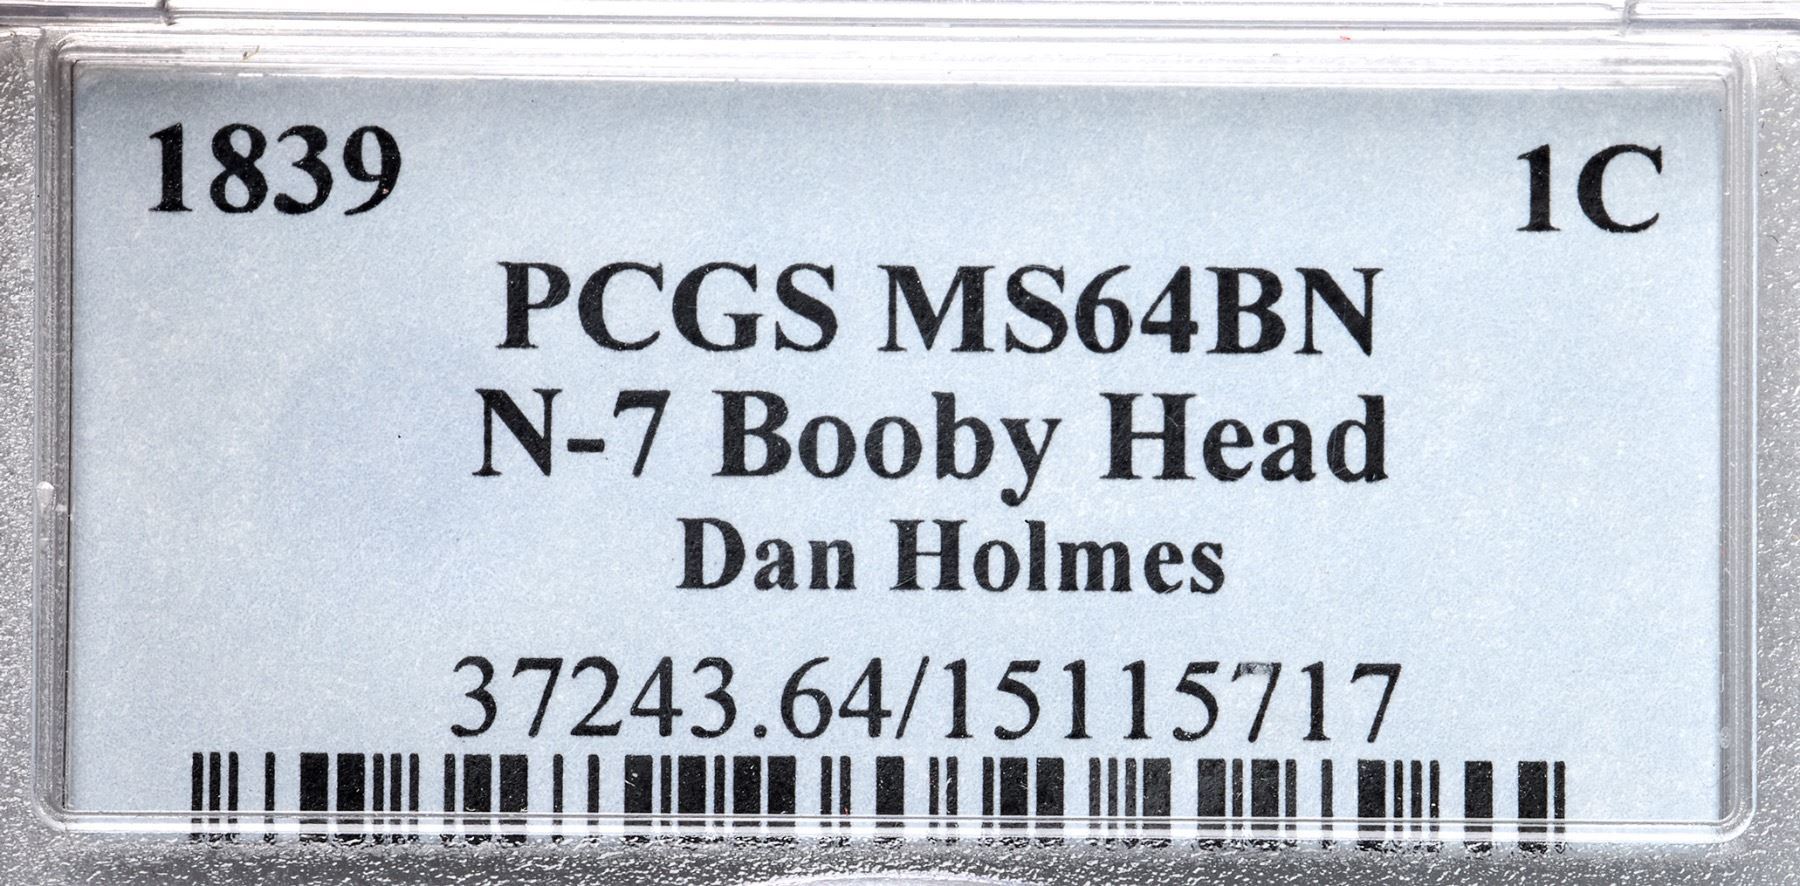 1839 1C
PCGS MS64BN
N-7 Booby Head
Dan Holmes
37243.64/15115717